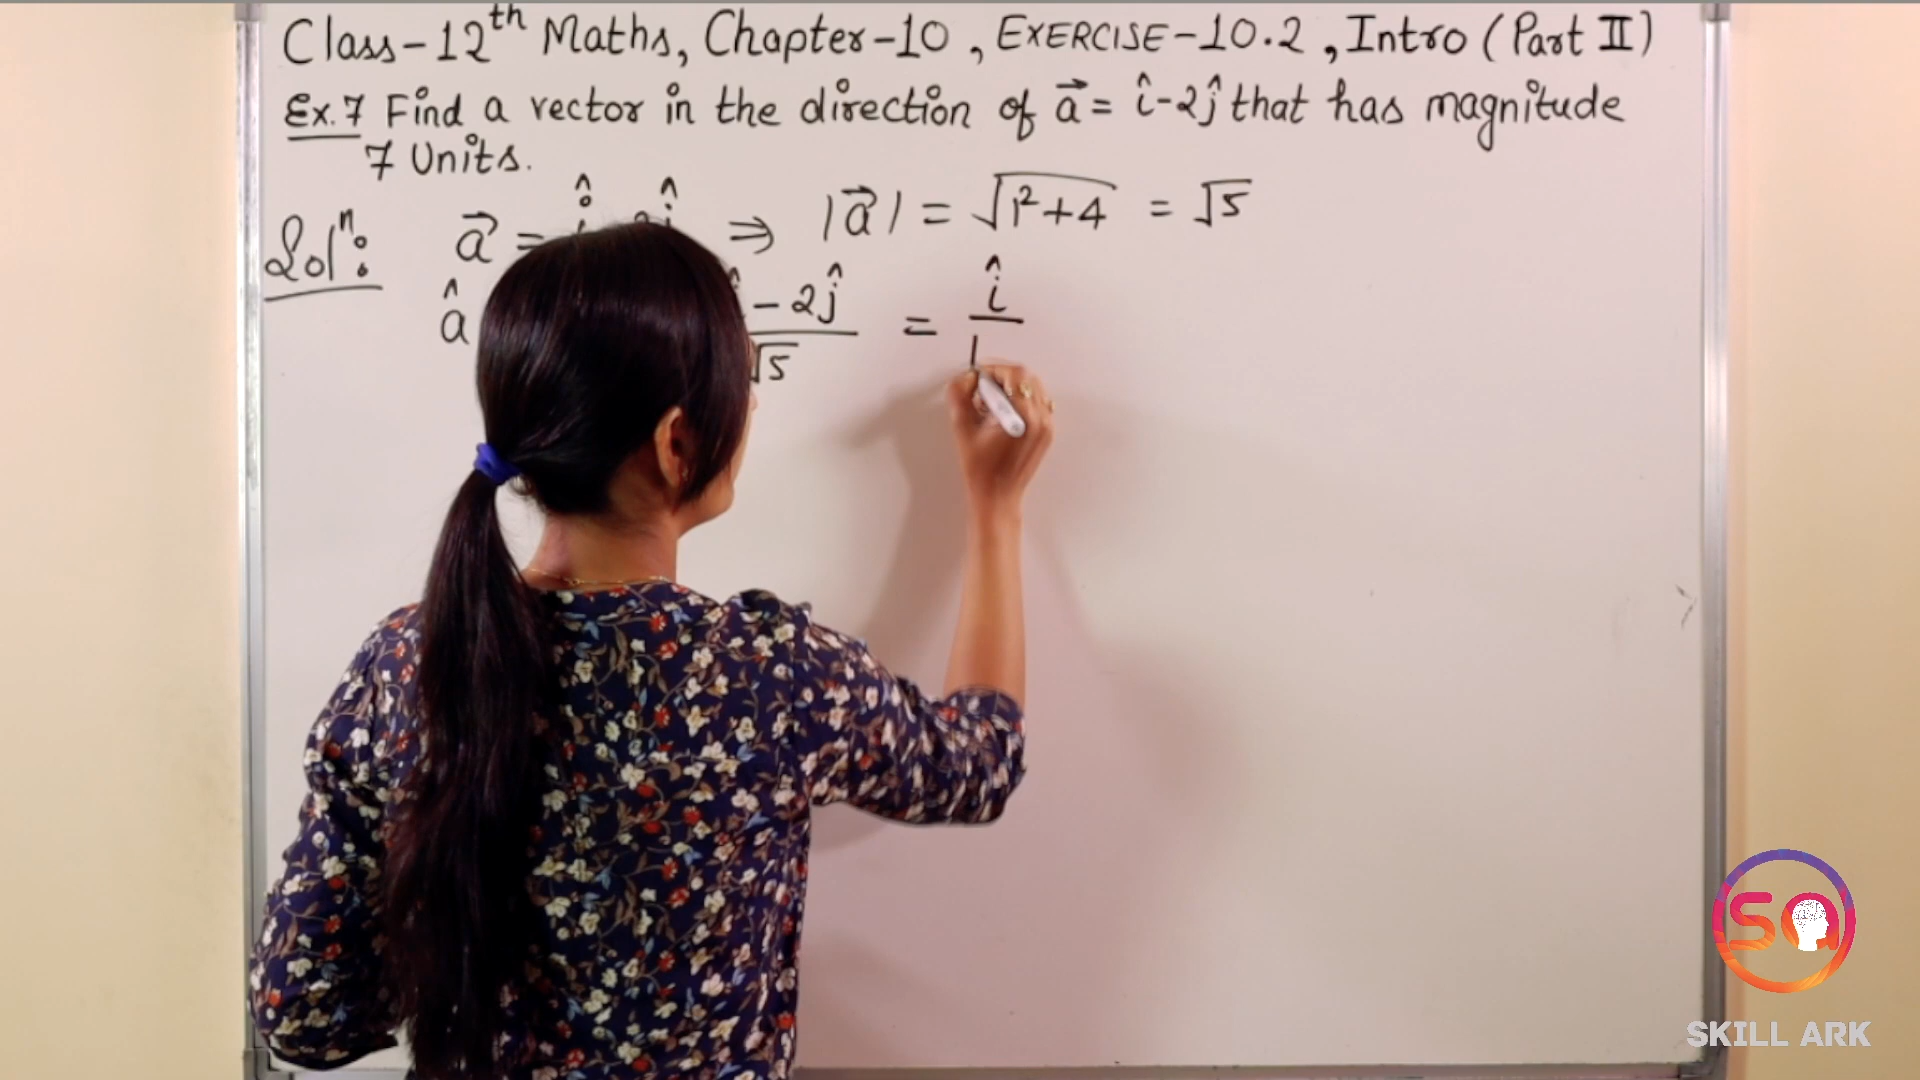 Class-12th Maths, Chapter-10, EXERCISE-10.2, Intro (Part II)
Ex.7 Find a vector in the direction of a⃗ = î-2ĵ that has magnitude
7 Units.
Solⁿ: a⃗ = ⇒ |a⃗| = √(1²+4) = √5
â - 2ĵ / √5 = î /
SA
SKILL ARK